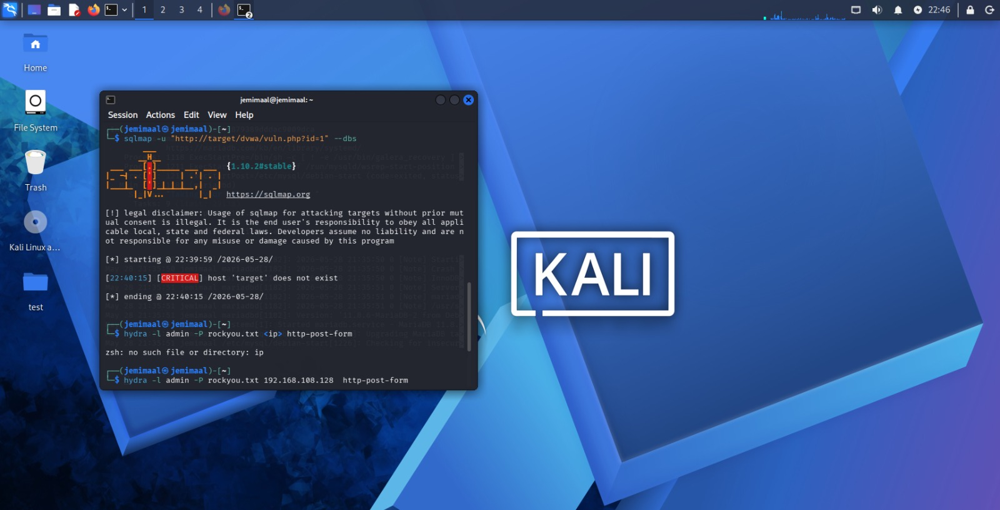 1 2 3 4
2
22:46
Home
File System
Trash
Kali Linux a...
test
jemimaal@jemimaal: ~
Session Actions Edit View Help
┌──(jemimaal㉿jemimaal)-[~]
└─$ sqlmap -u "http://target/dvwa/vuln.php?id=1" --dbs
{1.10.2#stable}
https://sqlmap.org
[!] legal disclaimer: Usage of sqlmap for attacking targets without prior mut
ual consent is illegal. It is the end user's responsibility to obey all appli
cable local, state and federal laws. Developers assume no liability and are n
ot responsible for any misuse or damage caused by this program
[*] starting @ 22:39:59 /2026-05-28/
[22:40:15] [CRITICAL] host 'target' does not exist
[*] ending @ 22:40:15 /2026-05-28/
┌──(jemimaal㉿jemimaal)-[~]
└─$ hydra -l admin -P rockyou.txt <ip> http-post-form
zsh: no such file or directory: ip
┌──(jemimaal㉿jemimaal)-[~]
└─$ hydra -l admin -P rockyou.txt 192.168.108.128  http-post-form
KALI